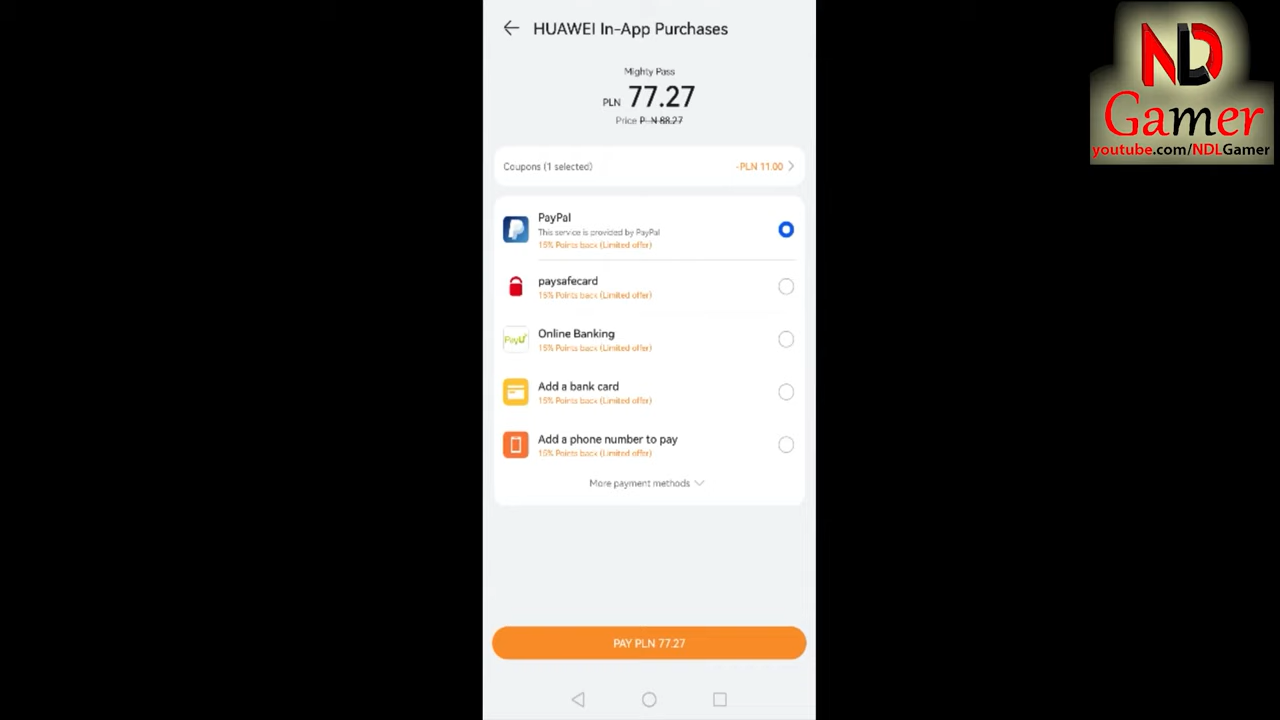 HUAWEI In-App Purchases
Mighty Pass
PLN 77.27
Price PLN 88.27
Coupons (1 selected)
-PLN 11.00
PayPal
This service is provided by PayPal
15% Points back (Limited offer)
paysafecard
15% Points back (Limited offer)
PayU
Online Banking
15% Points back (Limited offer)
Add a bank card
15% Points back (Limited offer)
Add a phone number to pay
15% Points back (Limited offer)
More payment methods
PAY PLN 77.27
ND
Gamer
youtube.com/NDLGamer